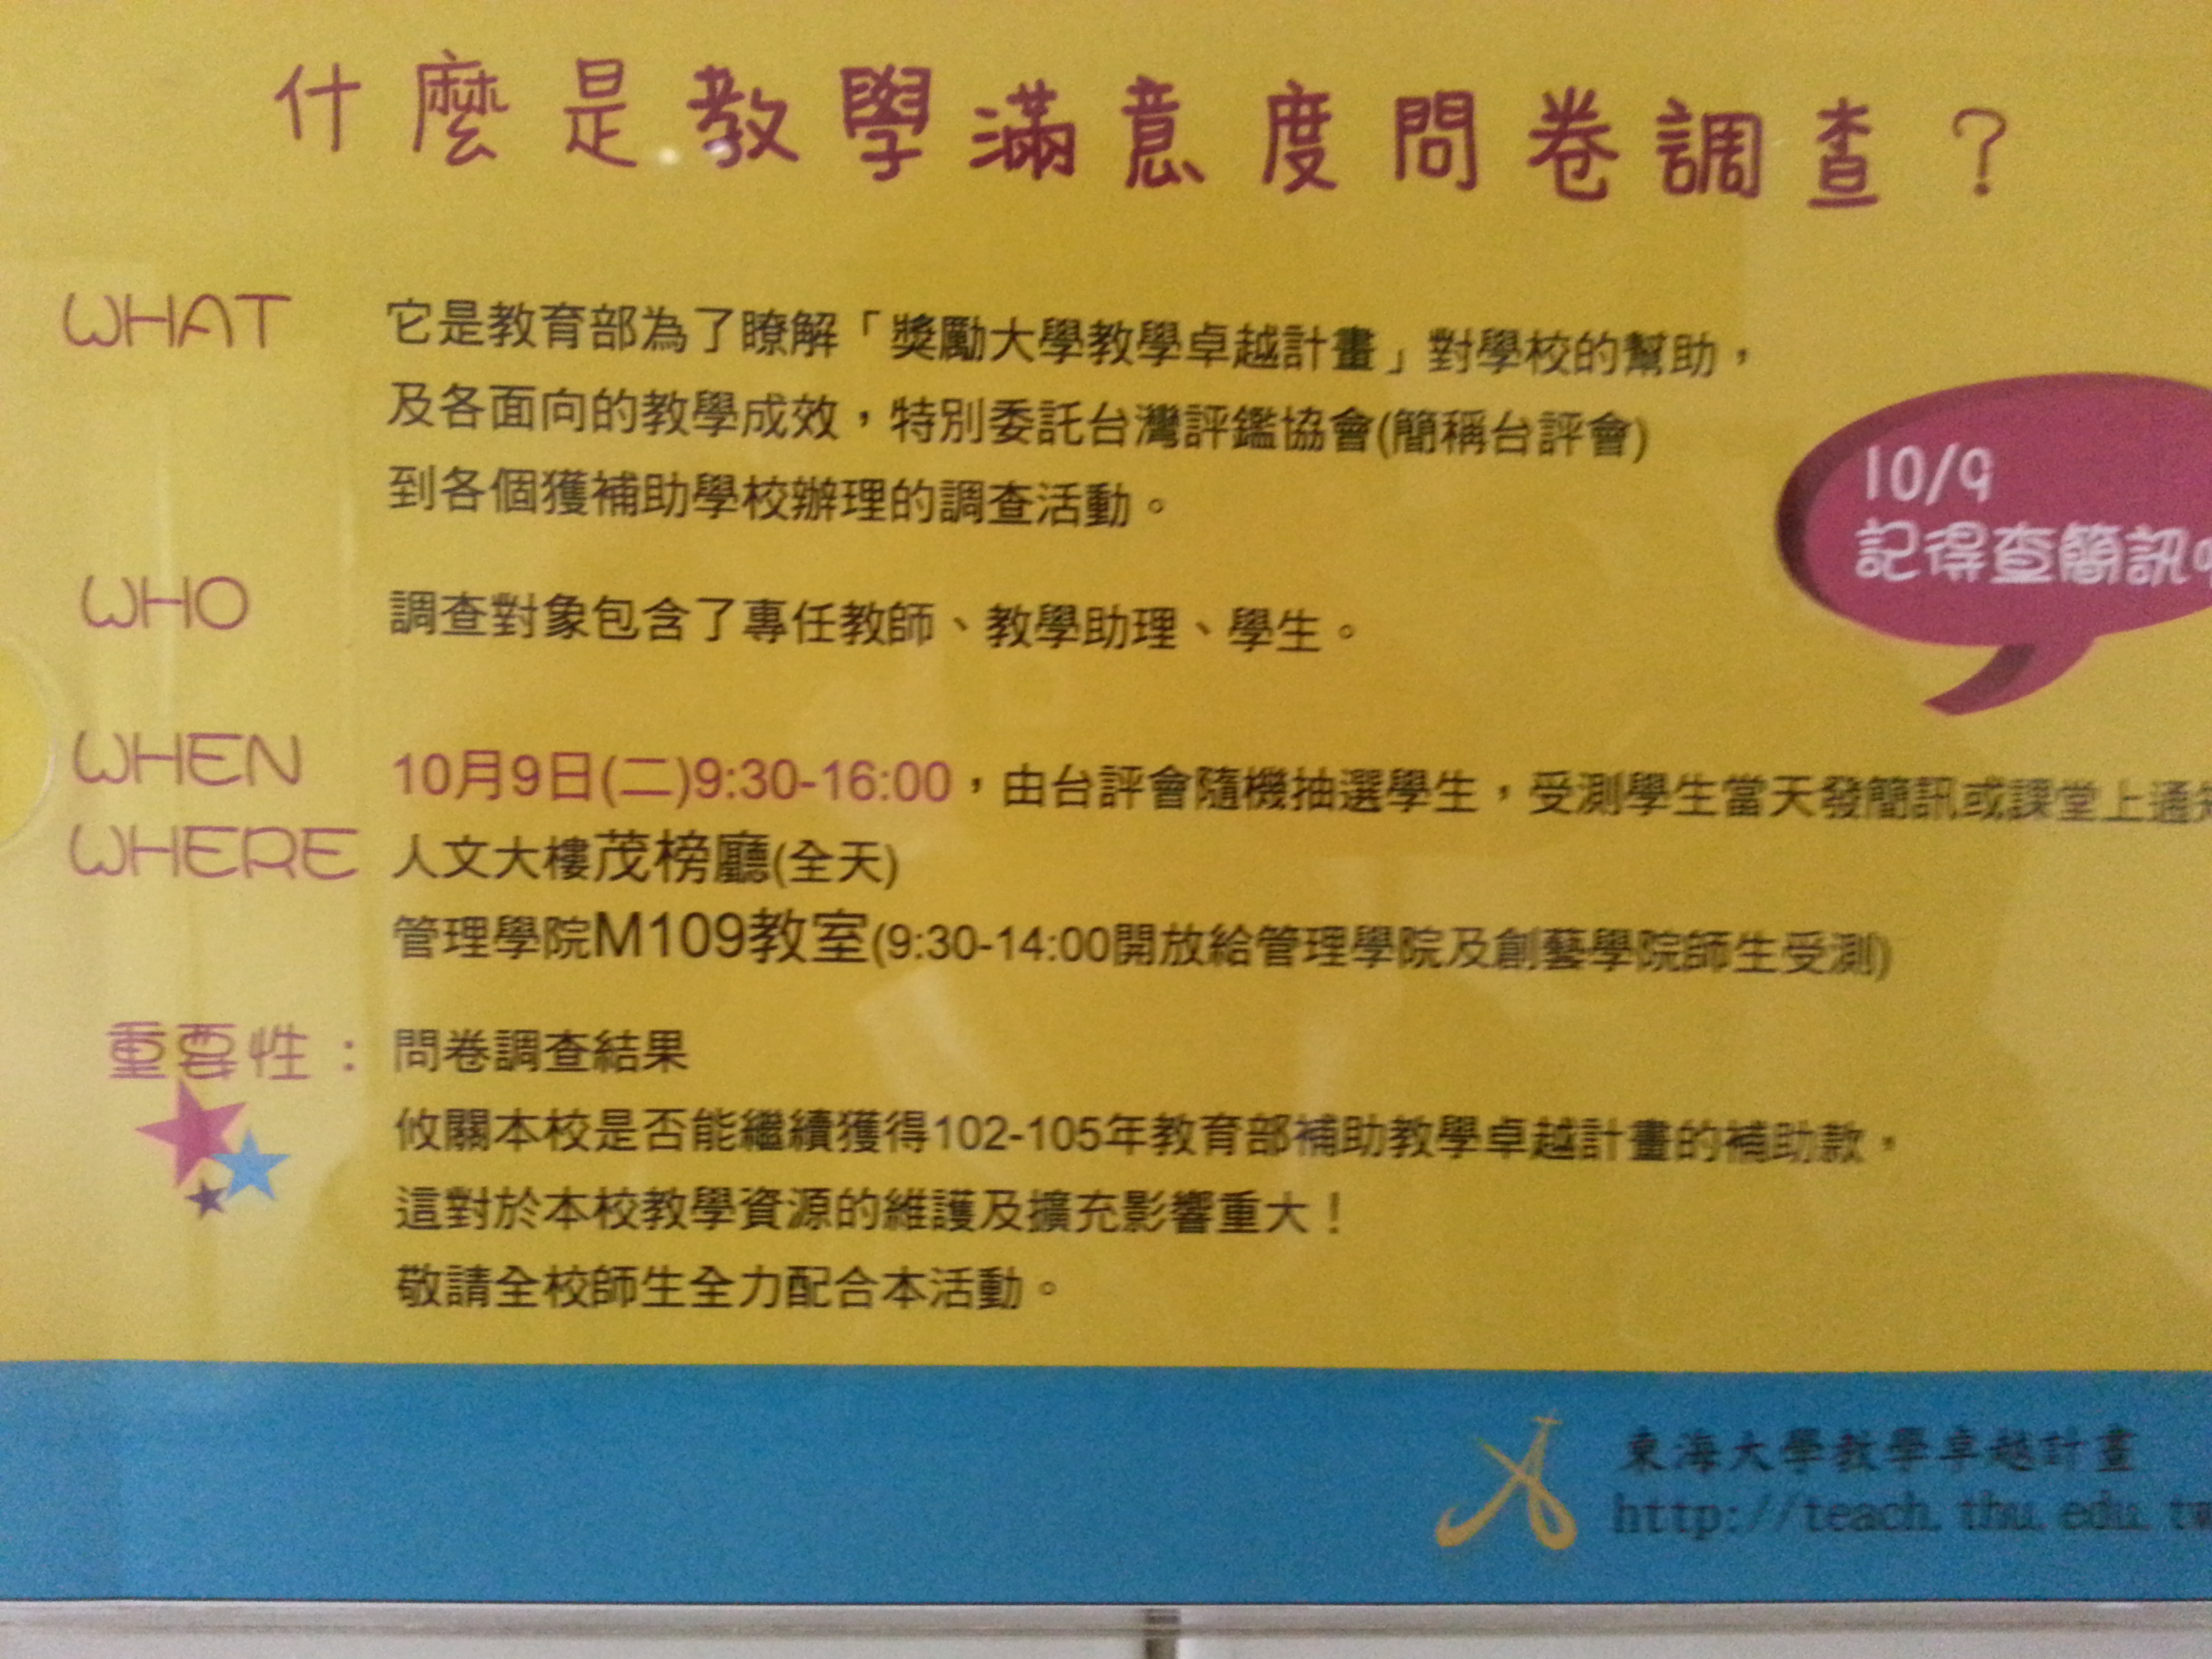 什麼是教學滿意度問卷調查？
WHAT 它是教育部為了瞭解「獎勵大學教學卓越計畫」對學校的幫助，
及各面向的教學成效，特別委託台灣評鑑協會(簡稱台評會)
到各個獲補助學校辦理的調查活動。
10/9
記得查簡訊
WHO 調查對象包含了專任教師、教學助理、學生。
WHEN 10月9日(二)9:30-16:00，由台評會隨機抽選學生，受測學生當天發簡訊或課堂上通
WHERE 人文大樓茂榜廳(全天)
管理學院M109教室(9:30-14:00開放給管理學院及創藝學院師生受測)
重要性：問卷調查結果
攸關本校是否能繼續獲得102-105年教育部補助教學卓越計畫的補助款，
這對於本校教學資源的維護及擴充影響重大！
敬請全校師生全力配合本活動。
東海大學教學卓越計畫
http://teach.thu.edu.tw